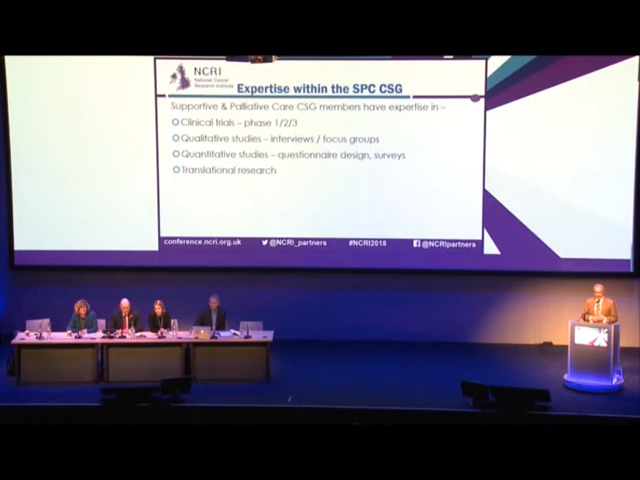 NCRI
National Cancer
Research Institute
Expertise within the SPC CSG
Supportive & Palliative Care CSG members have expertise in –
Clinical trials – phase 1/2/3
Qualitative studies – interviews / focus groups
Quantitative studies – questionnaire design, surveys
Translational research
conference.ncri.org.uk @NCRI_partners #NCRI2018 @NCRIpartners